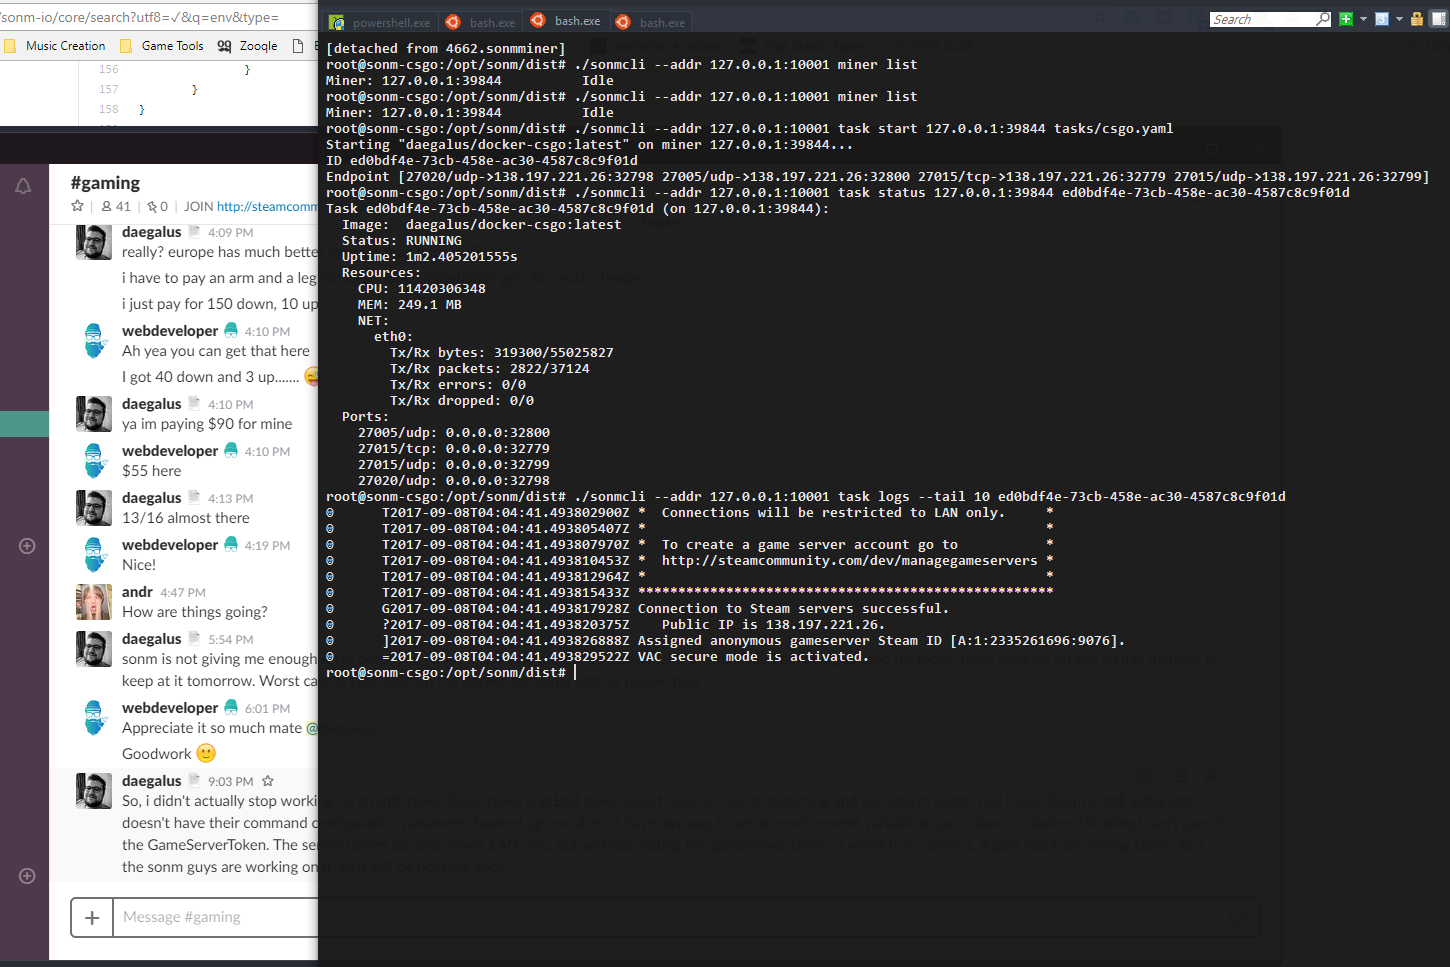 /sonm-io/core/search?utf8=✓&q=env&type=
Music Creation Game Tools Zooqle
156 }
157 }
158 }
powershell.exe bash.exe bash.exe bash.exe
Search
#gaming
41 | 0 | JOIN http://steamcomm
daegalus 4:09 PM
really? europe has much bette
i have to pay an arm and a leg
i just pay for 150 down, 10 up
webdeveloper 4:10 PM
Ah yea you can get that here
I got 40 down and 3 up.......
daegalus 4:10 PM
ya im paying $90 for mine
webdeveloper 4:10 PM
$55 here
daegalus 4:13 PM
13/16 almost there
webdeveloper 4:19 PM
Nice!
andr 4:47 PM
How are things going?
daegalus 5:54 PM
sonm is not giving me enough
keep at it tomorrow. Worst ca
webdeveloper 6:01 PM
Appreciate it so much mate @
Goodwork
daegalus 9:03 PM
So, i didn't actually stop worki
doesn't have their command
the GameServerToken. The se
the sonm guys are working on
Message #gaming
[detached from 4662.sonmminer]
root@sonm-csgo:/opt/sonm/dist# ./sonmcli --addr 127.0.0.1:10001 miner list
Miner: 127.0.0.1:39844 Idle
root@sonm-csgo:/opt/sonm/dist# ./sonmcli --addr 127.0.0.1:10001 miner list
Miner: 127.0.0.1:39844 Idle
root@sonm-csgo:/opt/sonm/dist# ./sonmcli --addr 127.0.0.1:10001 task start 127.0.0.1:39844 tasks/csgo.yaml
Starting "daegalus/docker-csgo:latest" on miner 127.0.0.1:39844...
ID ed0bdf4e-73cb-458e-ac30-4587c8c9f01d
Endpoint [27020/udp->138.197.221.26:32798 27005/udp->138.197.221.26:32800 27015/tcp->138.197.221.26:32779 27015/udp->138.197.221.26:32799]
root@sonm-csgo:/opt/sonm/dist# ./sonmcli --addr 127.0.0.1:10001 task status 127.0.0.1:39844 ed0bdf4e-73cb-458e-ac30-4587c8c9f01d
Task ed0bdf4e-73cb-458e-ac30-4587c8c9f01d (on 127.0.0.1:39844):
Image: daegalus/docker-csgo:latest
Status: RUNNING
Uptime: 1m2.405201555s
Resources:
CPU: 11420306348
MEM: 249.1 MB
NET:
eth0:
Tx/Rx bytes: 319300/55025827
Tx/Rx packets: 2822/37124
Tx/Rx errors: 0/0
Tx/Rx dropped: 0/0
Ports:
27005/udp: 0.0.0.0:32800
27015/tcp: 0.0.0.0:32779
27015/udp: 0.0.0.0:32799
27020/udp: 0.0.0.0:32798
root@sonm-csgo:/opt/sonm/dist# ./sonmcli --addr 127.0.0.1:10001 task logs --tail 10 ed0bdf4e-73cb-458e-ac30-4587c8c9f01d
0 T2017-09-08T04:04:41.493802900Z * Connections will be restricted to LAN only. *
0 T2017-09-08T04:04:41.493805407Z * *
0 T2017-09-08T04:04:41.493807970Z * To create a game server account go to *
0 T2017-09-08T04:04:41.493810453Z * http://steamcommunity.com/dev/managegameservers *
0 T2017-09-08T04:04:41.493812964Z * *
0 T2017-09-08T04:04:41.493815433Z ****************************************************
0 G2017-09-08T04:04:41.493817928Z Connection to Steam servers successful.
0 ?2017-09-08T04:04:41.493820375Z Public IP is 138.197.221.26.
0 ]2017-09-08T04:04:41.493826888Z Assigned anonymous gameserver Steam ID [A:1:2335261696:9076].
0 =2017-09-08T04:04:41.493829522Z VAC secure mode is activated.
root@sonm-csgo:/opt/sonm/dist#